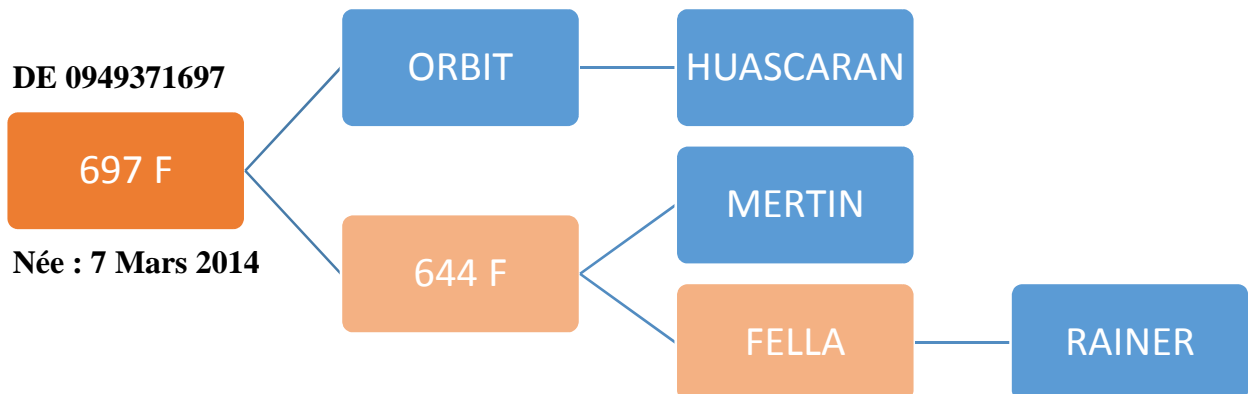 DE 0949371697
697 F
Née : 7 Mars 2014
ORBIT
HUASCARAN
644 F
MERTIN
FELLA
RAINER